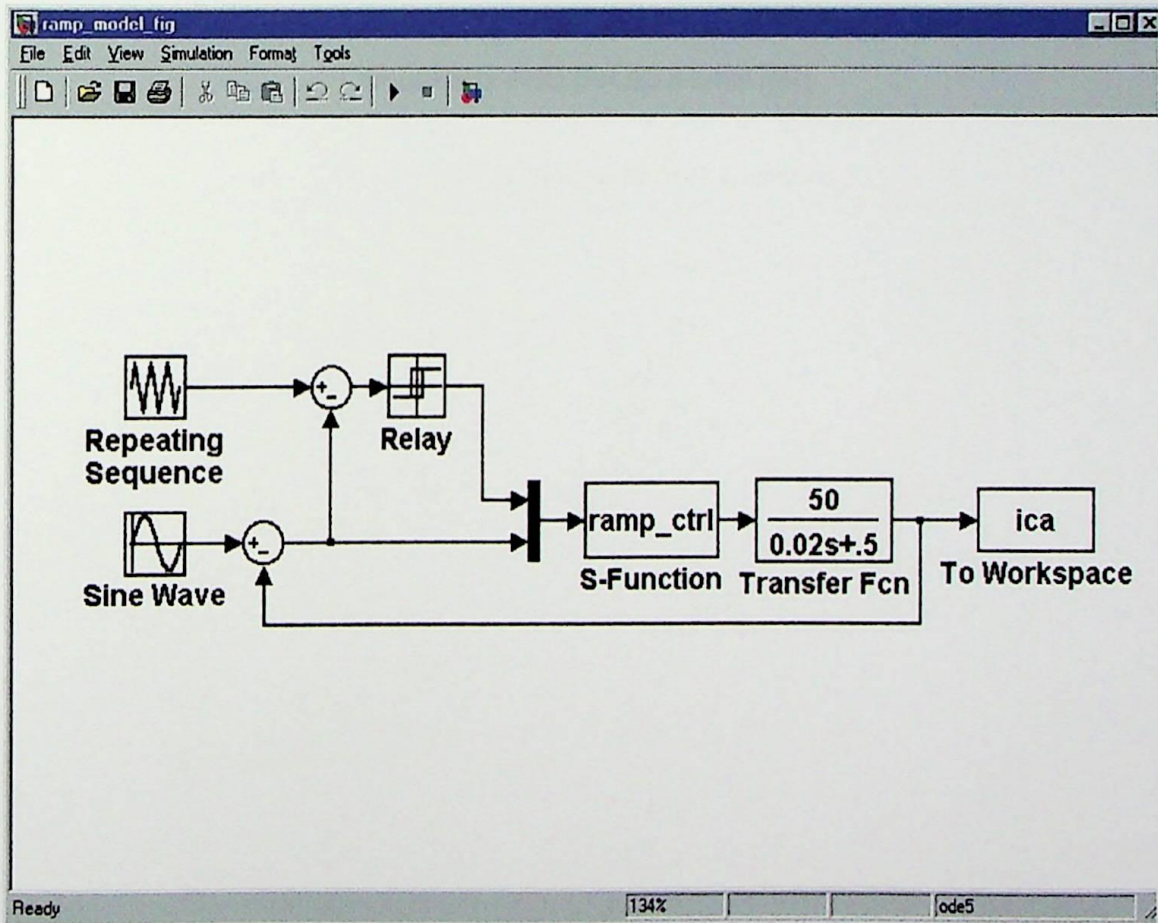 ramp_model_fig
File Edit View Simulation Format Tools
Repeating
Sequence
Relay
Sine Wave
ramp_ctrl
S-Function
50
0.02s+.5
Transfer Fcn
ica
To Workspace
Ready
134%
ode5